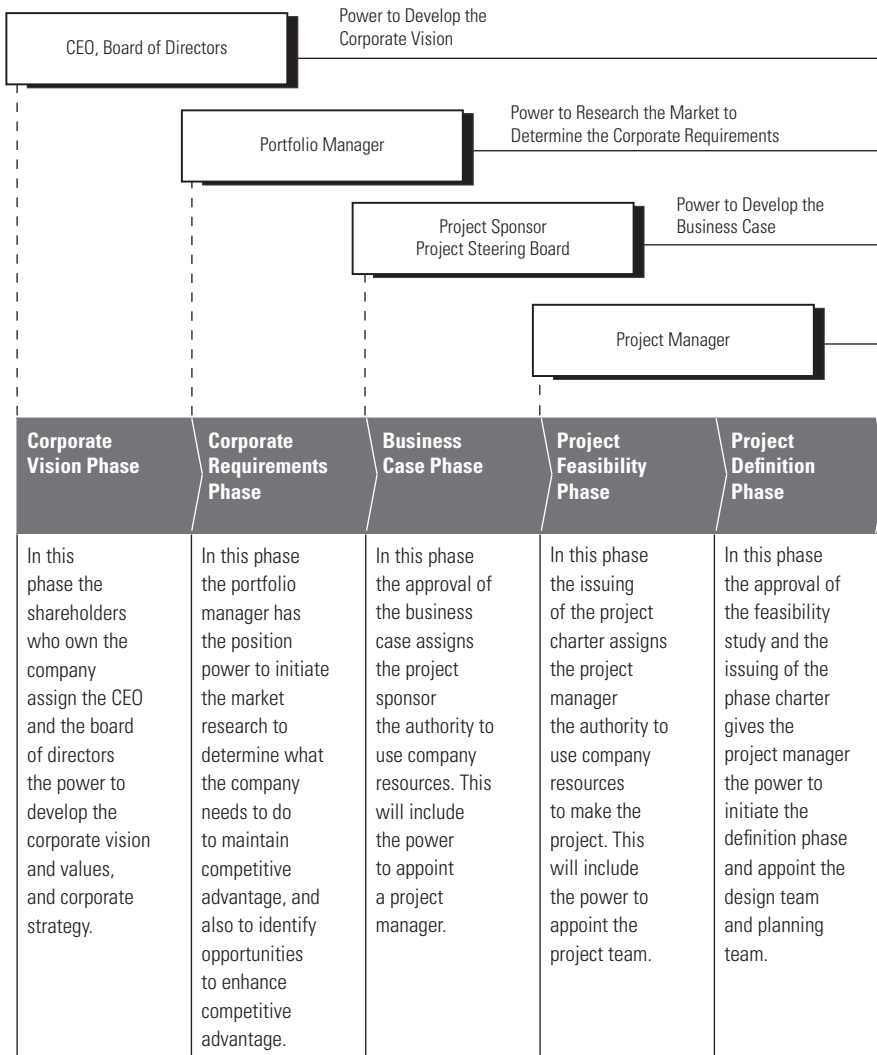 Power to Develop the
Corporate Vision
CEO, Board of Directors
Power to Research the Market to
Determine the Corporate Requirements
Portfolio Manager
Power to Develop the
Business Case
Project Sponsor
Project Steering Board
Project Manager
Corporate
Vision Phase
Corporate
Requirements
Phase
Business
Case Phase
Project
Feasibility
Phase
Project
Definition
Phase
In this
phase the
shareholders
who own the
company
assign the CEO
and the board
of directors
the power to
develop the
corporate vision
and values,
and corporate
strategy.
In this phase
the portfolio
manager has
the position
power to initiate
the market
research to
determine what
the company
needs to do
to maintain
competitive
advantage, and
also to identify
opportunities
to enhance
competitive
advantage.
In this phase
the approval of
the business
case assigns
the project
sponsor
the authority to
use company
resources. This
will include
the power
to appoint
a project
manager.
In this phase
the issuing
of the project
charter assigns
the project
manager
the authority to
use company
resources
to make the
project. This
will include
the power to
appoint the
project team.
In this phase
the approval of
the feasibility
study and the
issuing of the
phase charter
gives the
project manager
the power to
initiate the
definition phase
and appoint the
design team
and planning
team.